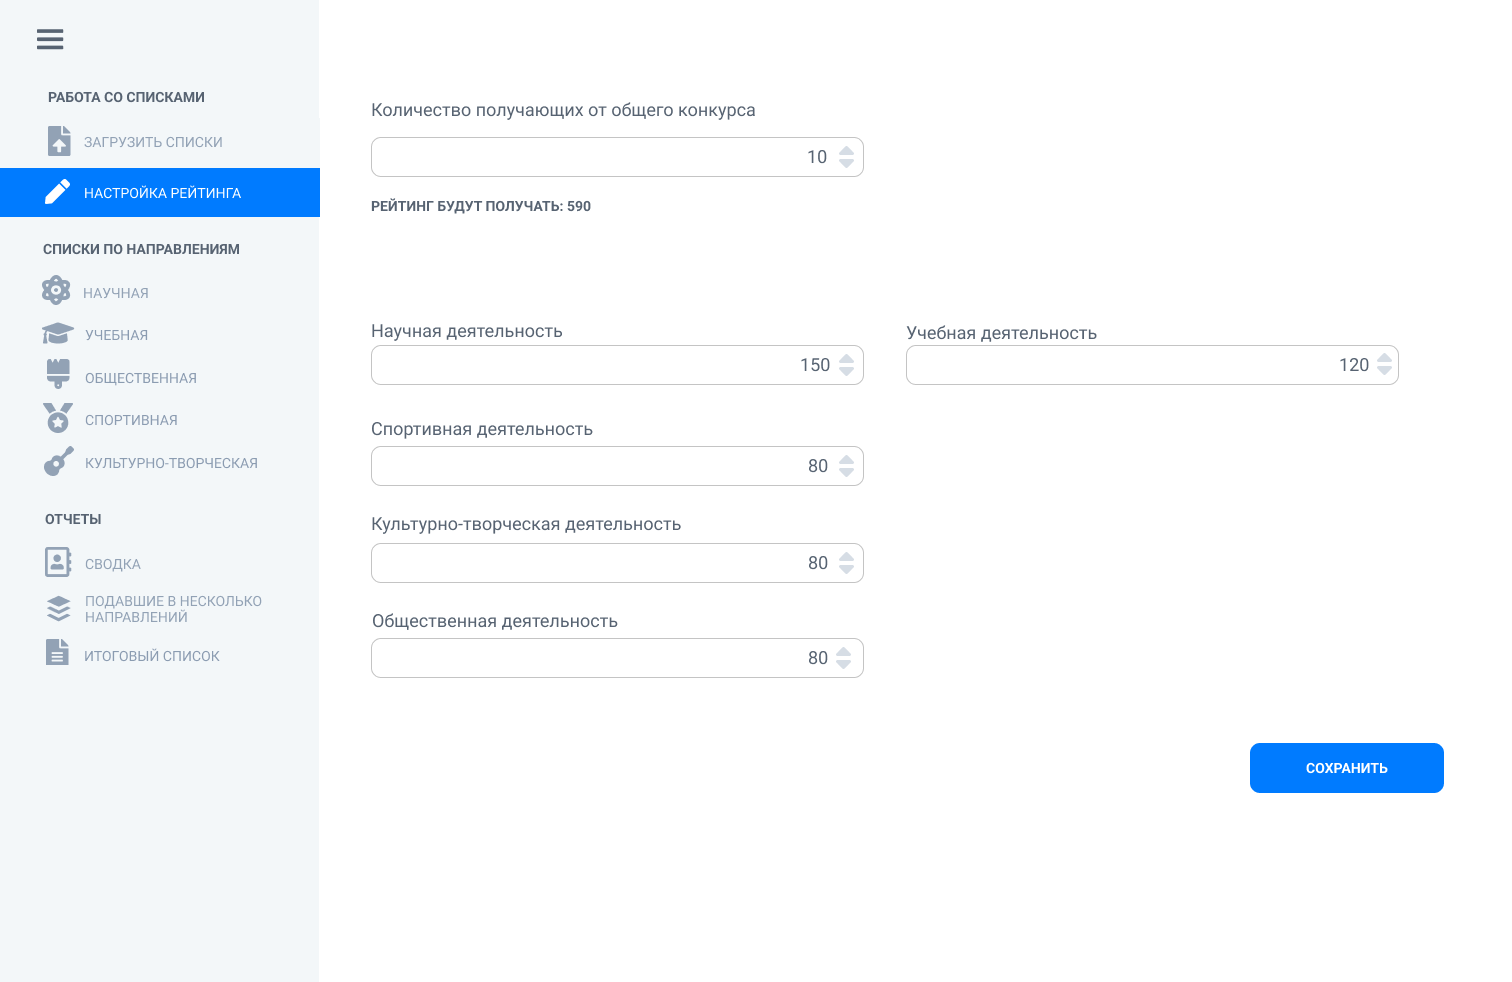 РАБОТА СО СПИСКАМИ
ЗАГРУЗИТЬ СПИСКИ
НАСТРОЙКА РЕЙТИНГА
СПИСКИ ПО НАПРАВЛЕНИЯМ
НАУЧНАЯ
УЧЕБНАЯ
ОБЩЕСТВЕННАЯ
СПОРТИВНАЯ
КУЛЬТУРНО-ТВОРЧЕСКАЯ
ОТЧЕТЫ
СВОДКА
ПОДАВШИЕ В НЕСКОЛЬКО
НАПРАВЛЕНИЙ
ИТОГОВЫЙ СПИСОК
Количество получающих от общего конкурса
10
РЕЙТИНГ БУДУТ ПОЛУЧАТЬ: 590
Научная деятельность
150
Учебная деятельность
120
Спортивная деятельность
80
Культурно-творческая деятельность
80
Общественная деятельность
80
СОХРАНИТЬ